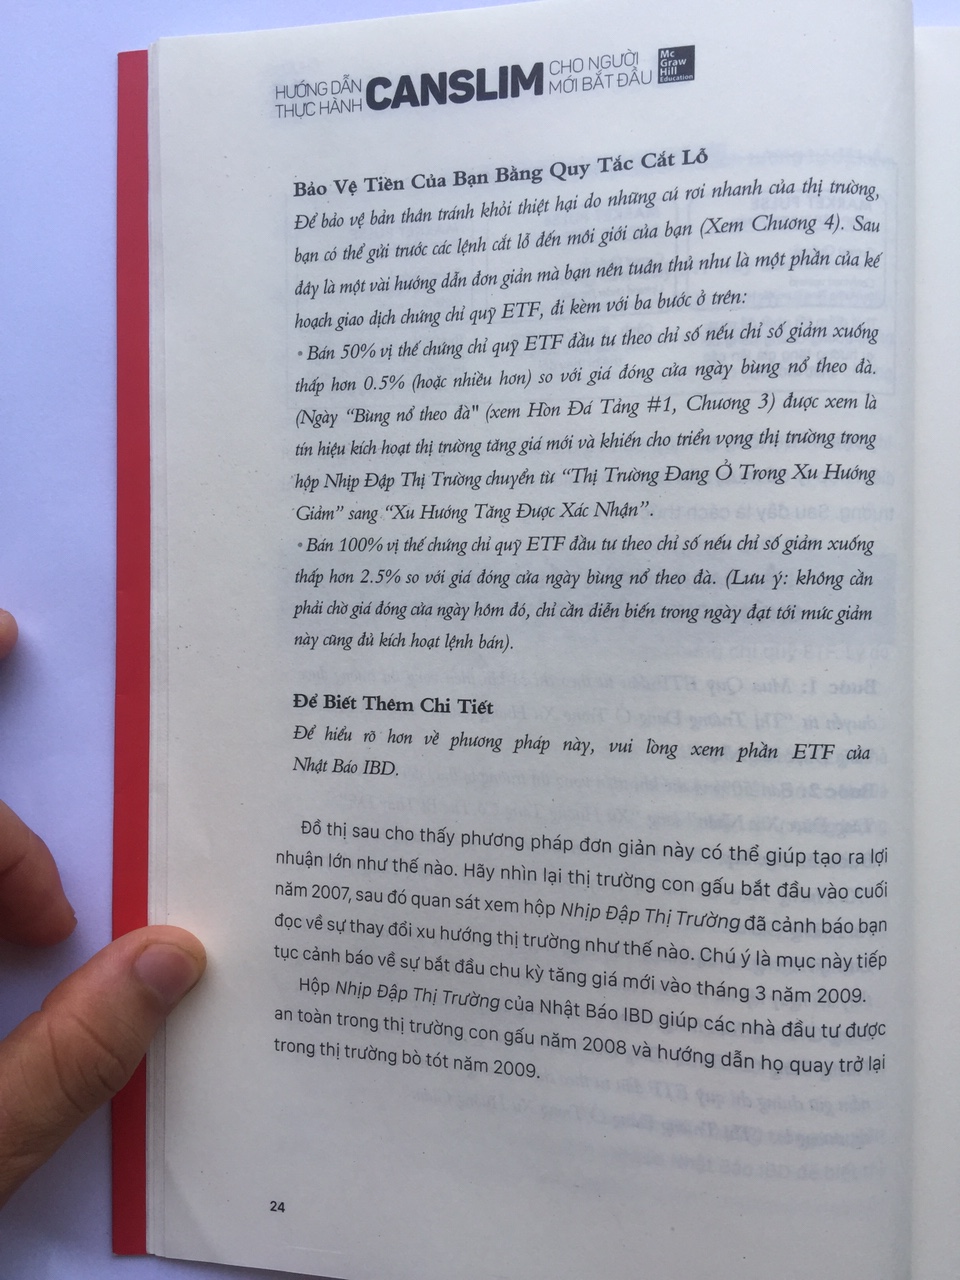 HƯỚNG DẪN
THỰC HÀNH
CANSLIM
CHO NGƯỜI
MỚI BẮT ĐẦU
Mc
Graw
Hill
Education
Bảo Vệ Tiền Của Bạn Bằng Quy Tắc Cắt Lỗ
Để bảo vệ bản thân tránh khỏi thiệt hại do những cú rơi nhanh của thị trường,
bạn có thể gửi trước các lệnh cắt lỗ đến môi giới của bạn (Xem Chương 4). Sau
đây là một vài hướng dẫn đơn giản mà bạn nên tuân thủ như là một phần của kế
hoạch giao dịch chứng chỉ quỹ ETF, đi kèm với ba bước ở trên:
• Bán 50% vị thế chứng chỉ quỹ ETF đầu tư theo chỉ số nếu chỉ số giảm xuống
thấp hơn 0.5% (hoặc nhiều hơn) so với giá đóng cửa ngày bùng nổ theo đà.
(Ngày “Bùng nổ theo đà" (xem Hòn Đá Tảng #1, Chương 3) được xem là
tín hiệu kích hoạt thị trường tăng giá mới và khiến cho triển vọng thị trường trong
hộp Nhịp Đập Thị Trường chuyển từ “Thị Trường Đang Ở Trong Xu Hướng
Giảm” sang “Xu Hướng Tăng Được Xác Nhận”.
• Bán 100% vị thế chứng chỉ quỹ ETF đầu tư theo chỉ số nếu chỉ số giảm xuống
thấp hơn 2.5% so với giá đóng cửa ngày bùng nổ theo đà. (Lưu ý: không cần
phải chờ giá đóng cửa ngày hôm đó, chỉ cần diễn biến trong ngày đạt tới mức giảm
này cũng đủ kích hoạt lệnh bán).
Để Biết Thêm Chi Tiết
Để hiểu rõ hơn về phương pháp này, vui lòng xem phần ETF của
Nhật Báo IBD.
Đồ thị sau cho thấy phương pháp đơn giản này có thể giúp tạo ra lợi
nhuận lớn như thế nào. Hãy nhìn lại thị trường con gấu bắt đầu vào cuối
năm 2007, sau đó quan sát xem hộp Nhịp Đập Thị Trường đã cảnh báo bạn
đọc về sự thay đổi xu hướng thị trường như thế nào. Chú ý là mục này tiếp
tục cảnh báo về sự bắt đầu chu kỳ tăng giá mới vào tháng 3 năm 2009.
Hộp Nhịp Đập Thị Trường của Nhật Báo IBD giúp các nhà đầu tư được
an toàn trong thị trường con gấu năm 2008 và hướng dẫn họ quay trở lại
trong thị trường bò tót năm 2009.
24